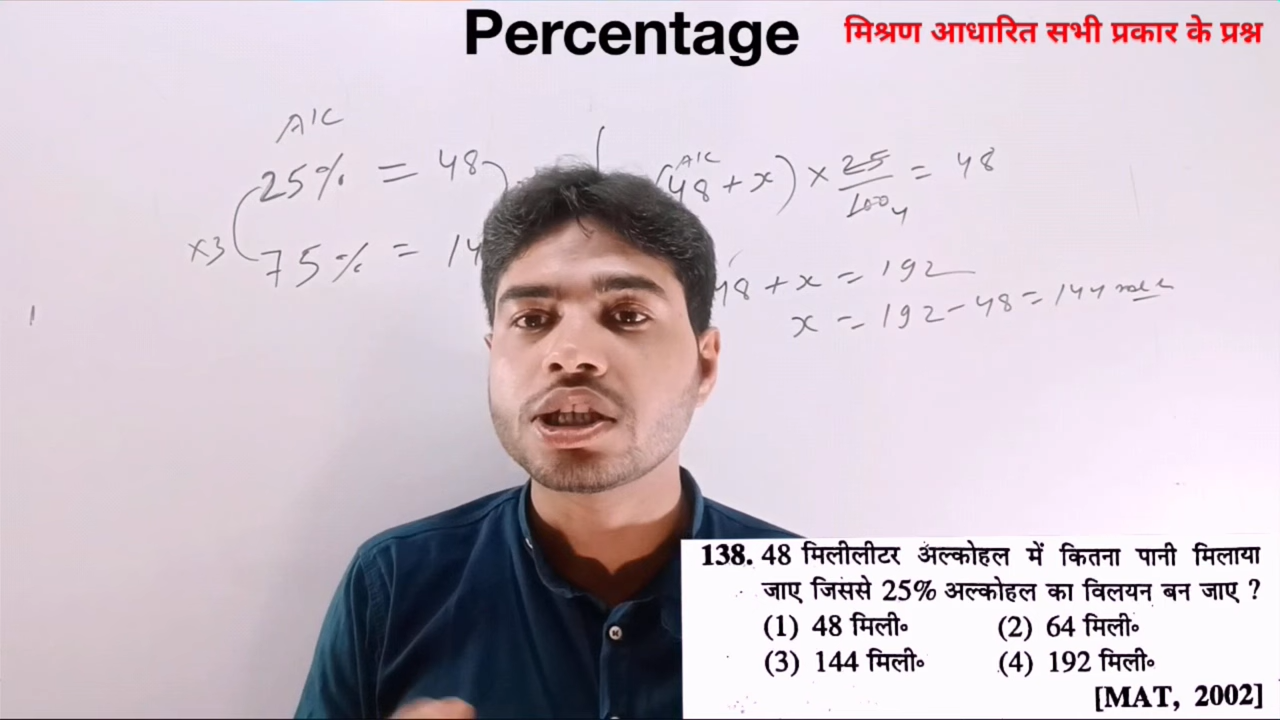 Percentage
मिश्रण आधारित सभी प्रकार के प्रश्न
Alc
25% = 48
×3
75% = 14
Alc
(48 + x) × 25/100 4 = 48
48 + x = 192
x = 192 - 48 = 144
138. 48 मिलीलीटर अल्कोहल में कितना पानी मिलाया
जाए जिससे 25% अल्कोहल का विलयन बन जाए ?
(1) 48 मिली॰ (2) 64 मिली॰
(3) 144 मिली॰ (4) 192 मिली॰
[MAT, 2002]